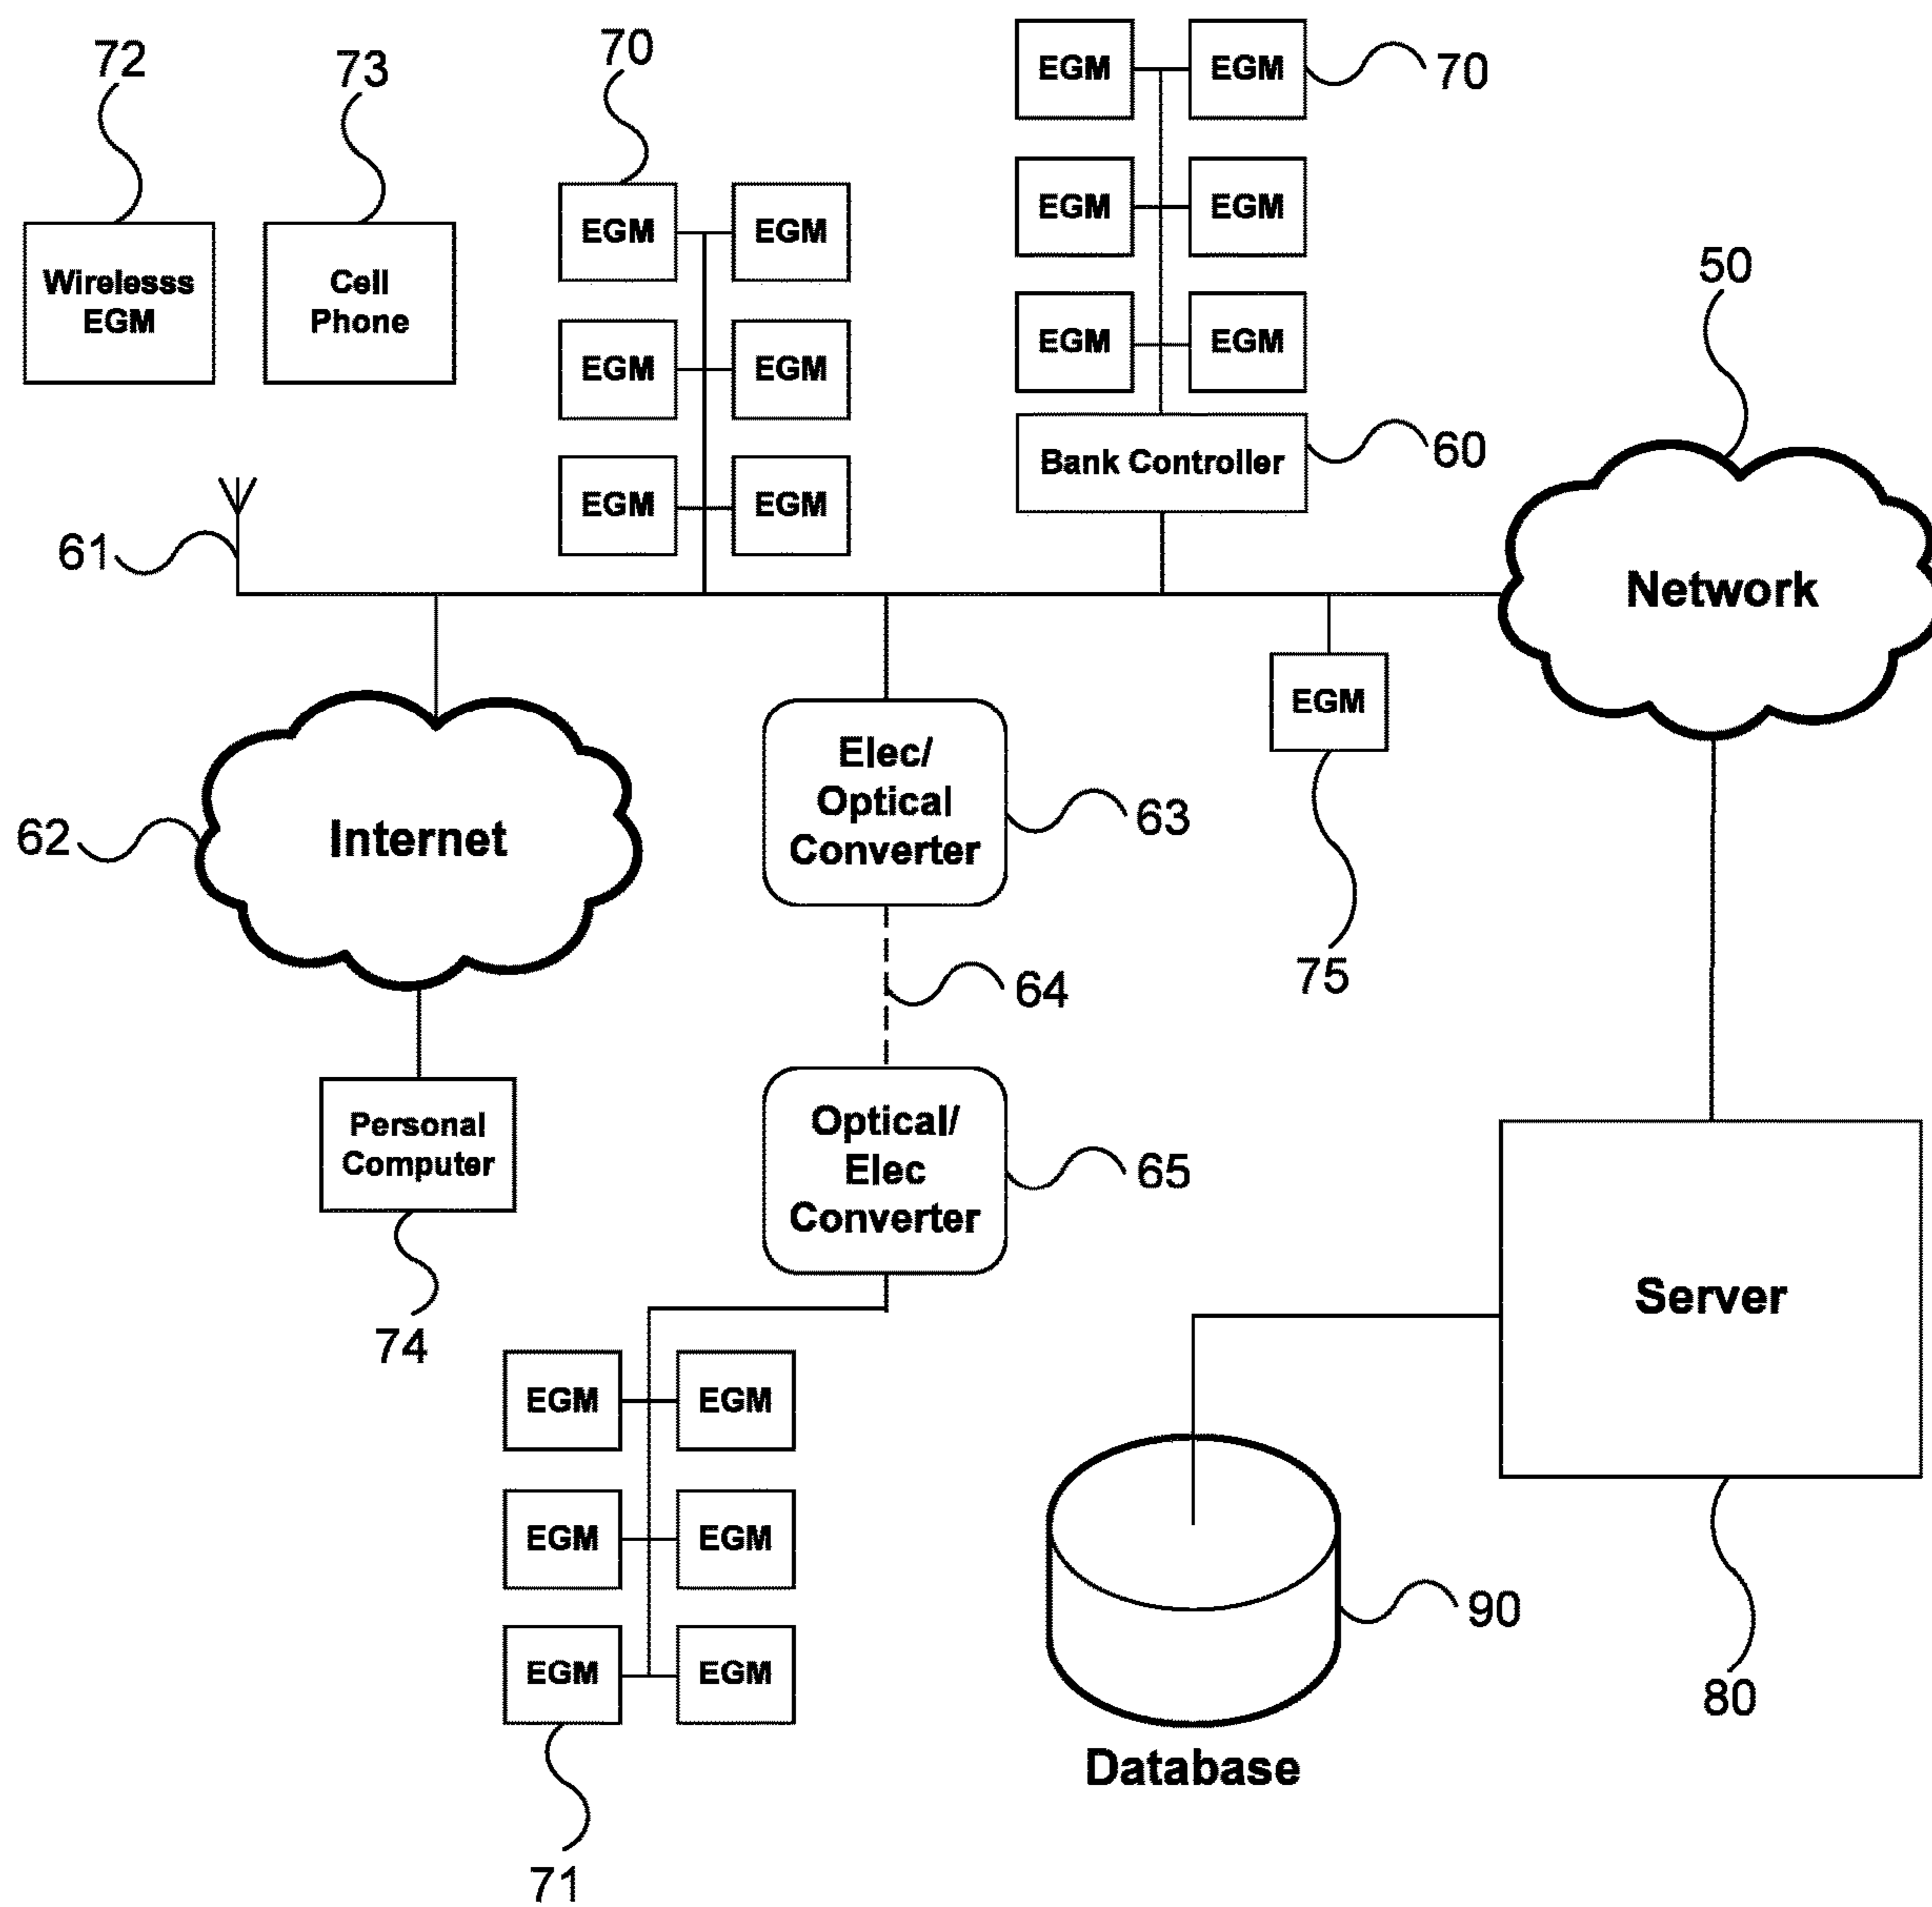 72
73
70
EGM EGM
70
Wirelesss
EGM
Cell
Phone
EGM EGM
EGM EGM
EGM EGM
EGM EGM
EGM EGM
Bank Controller
60
50
EGM EGM
61
Network
Internet
62
Elec/
Optical
Converter
63
EGM
75
64
Personal
Computer
74
Optical/
Elec
Converter
65
Server
80
EGM EGM
EGM EGM
EGM EGM
71
90
Database